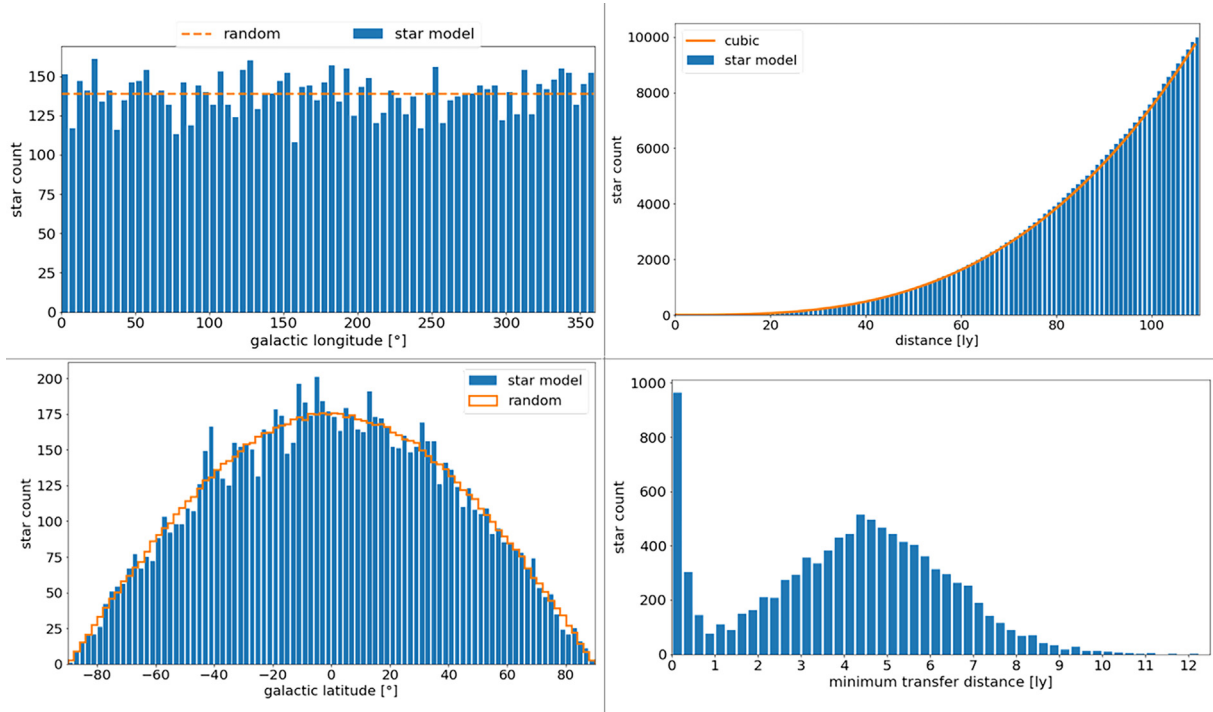 random star model
150
125
100
75
50
25
0
0 50 100 150 200 250 300 350
galactic longitude [°]
star count
cubic
star model
10000
8000
6000
4000
2000
0
0 20 40 60 80 100
distance [ly]
star count
star model
random
200
175
150
125
100
75
50
25
0
−80 −60 −40 −20 0 20 40 60 80
galactic latitude [°]
star count
1000
800
600
400
200
0
0 1 2 3 4 5 6 7 8 9 10 11 12
minimum transfer distance [ly]
star count